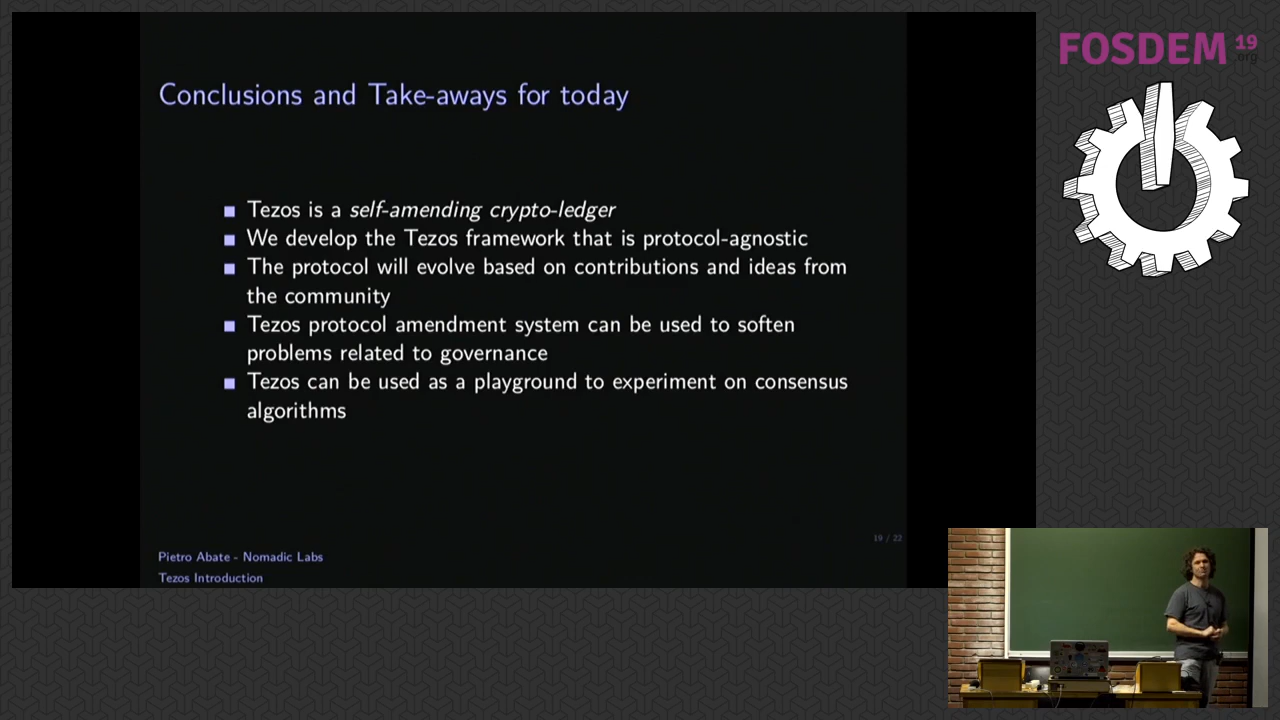 FOSDEM 19
.org
Conclusions and Take-aways for today
Tezos is a self-amending crypto-ledger
We develop the Tezos framework that is protocol-agnostic
The protocol will evolve based on contributions and ideas from
the community
Tezos protocol amendment system can be used to soften
problems related to governance
Tezos can be used as a playground to experiment on consensus
algorithms
19 / 22
Pietro Abate - Nomadic Labs
Tezos Introduction